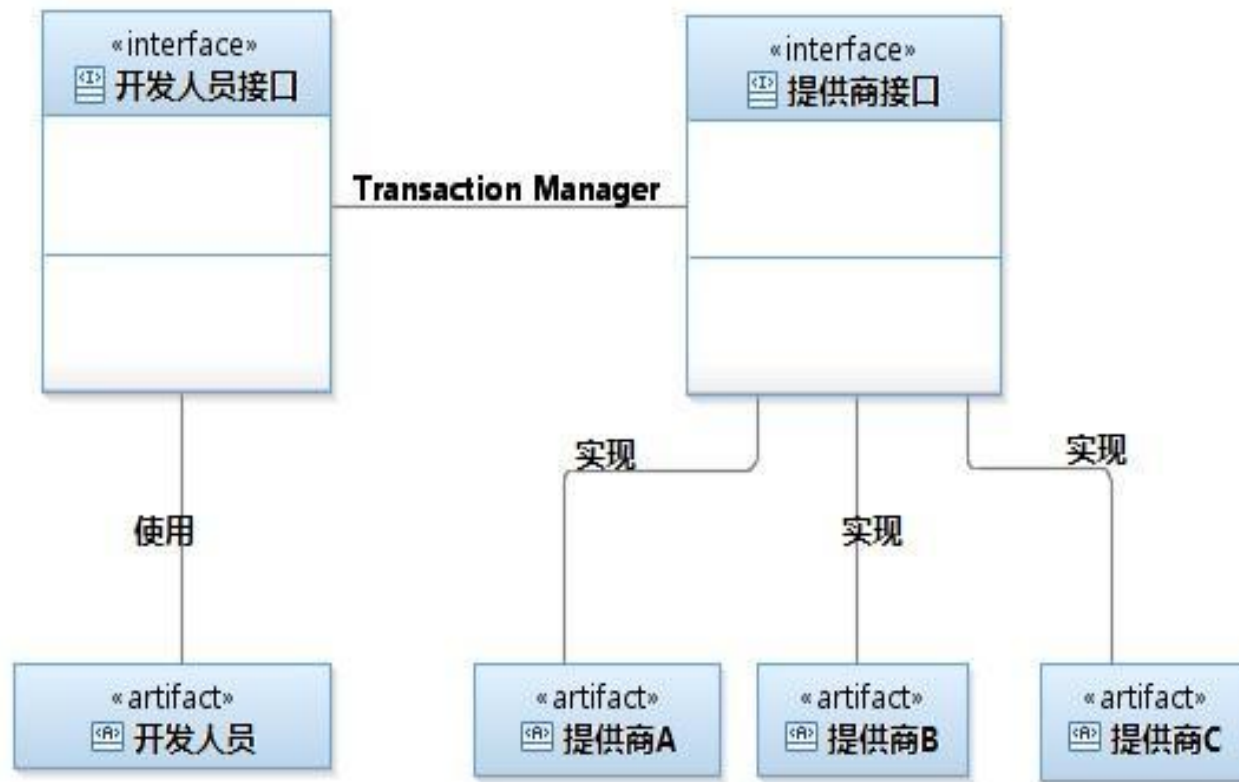 «interface»
开发人员接口
«interface»
提供商接口
Transaction Manager
实现
实现
使用
实现
«artifact»
开发人员
«artifact»
提供商A
«artifact»
提供商B
«artifact»
提供商C